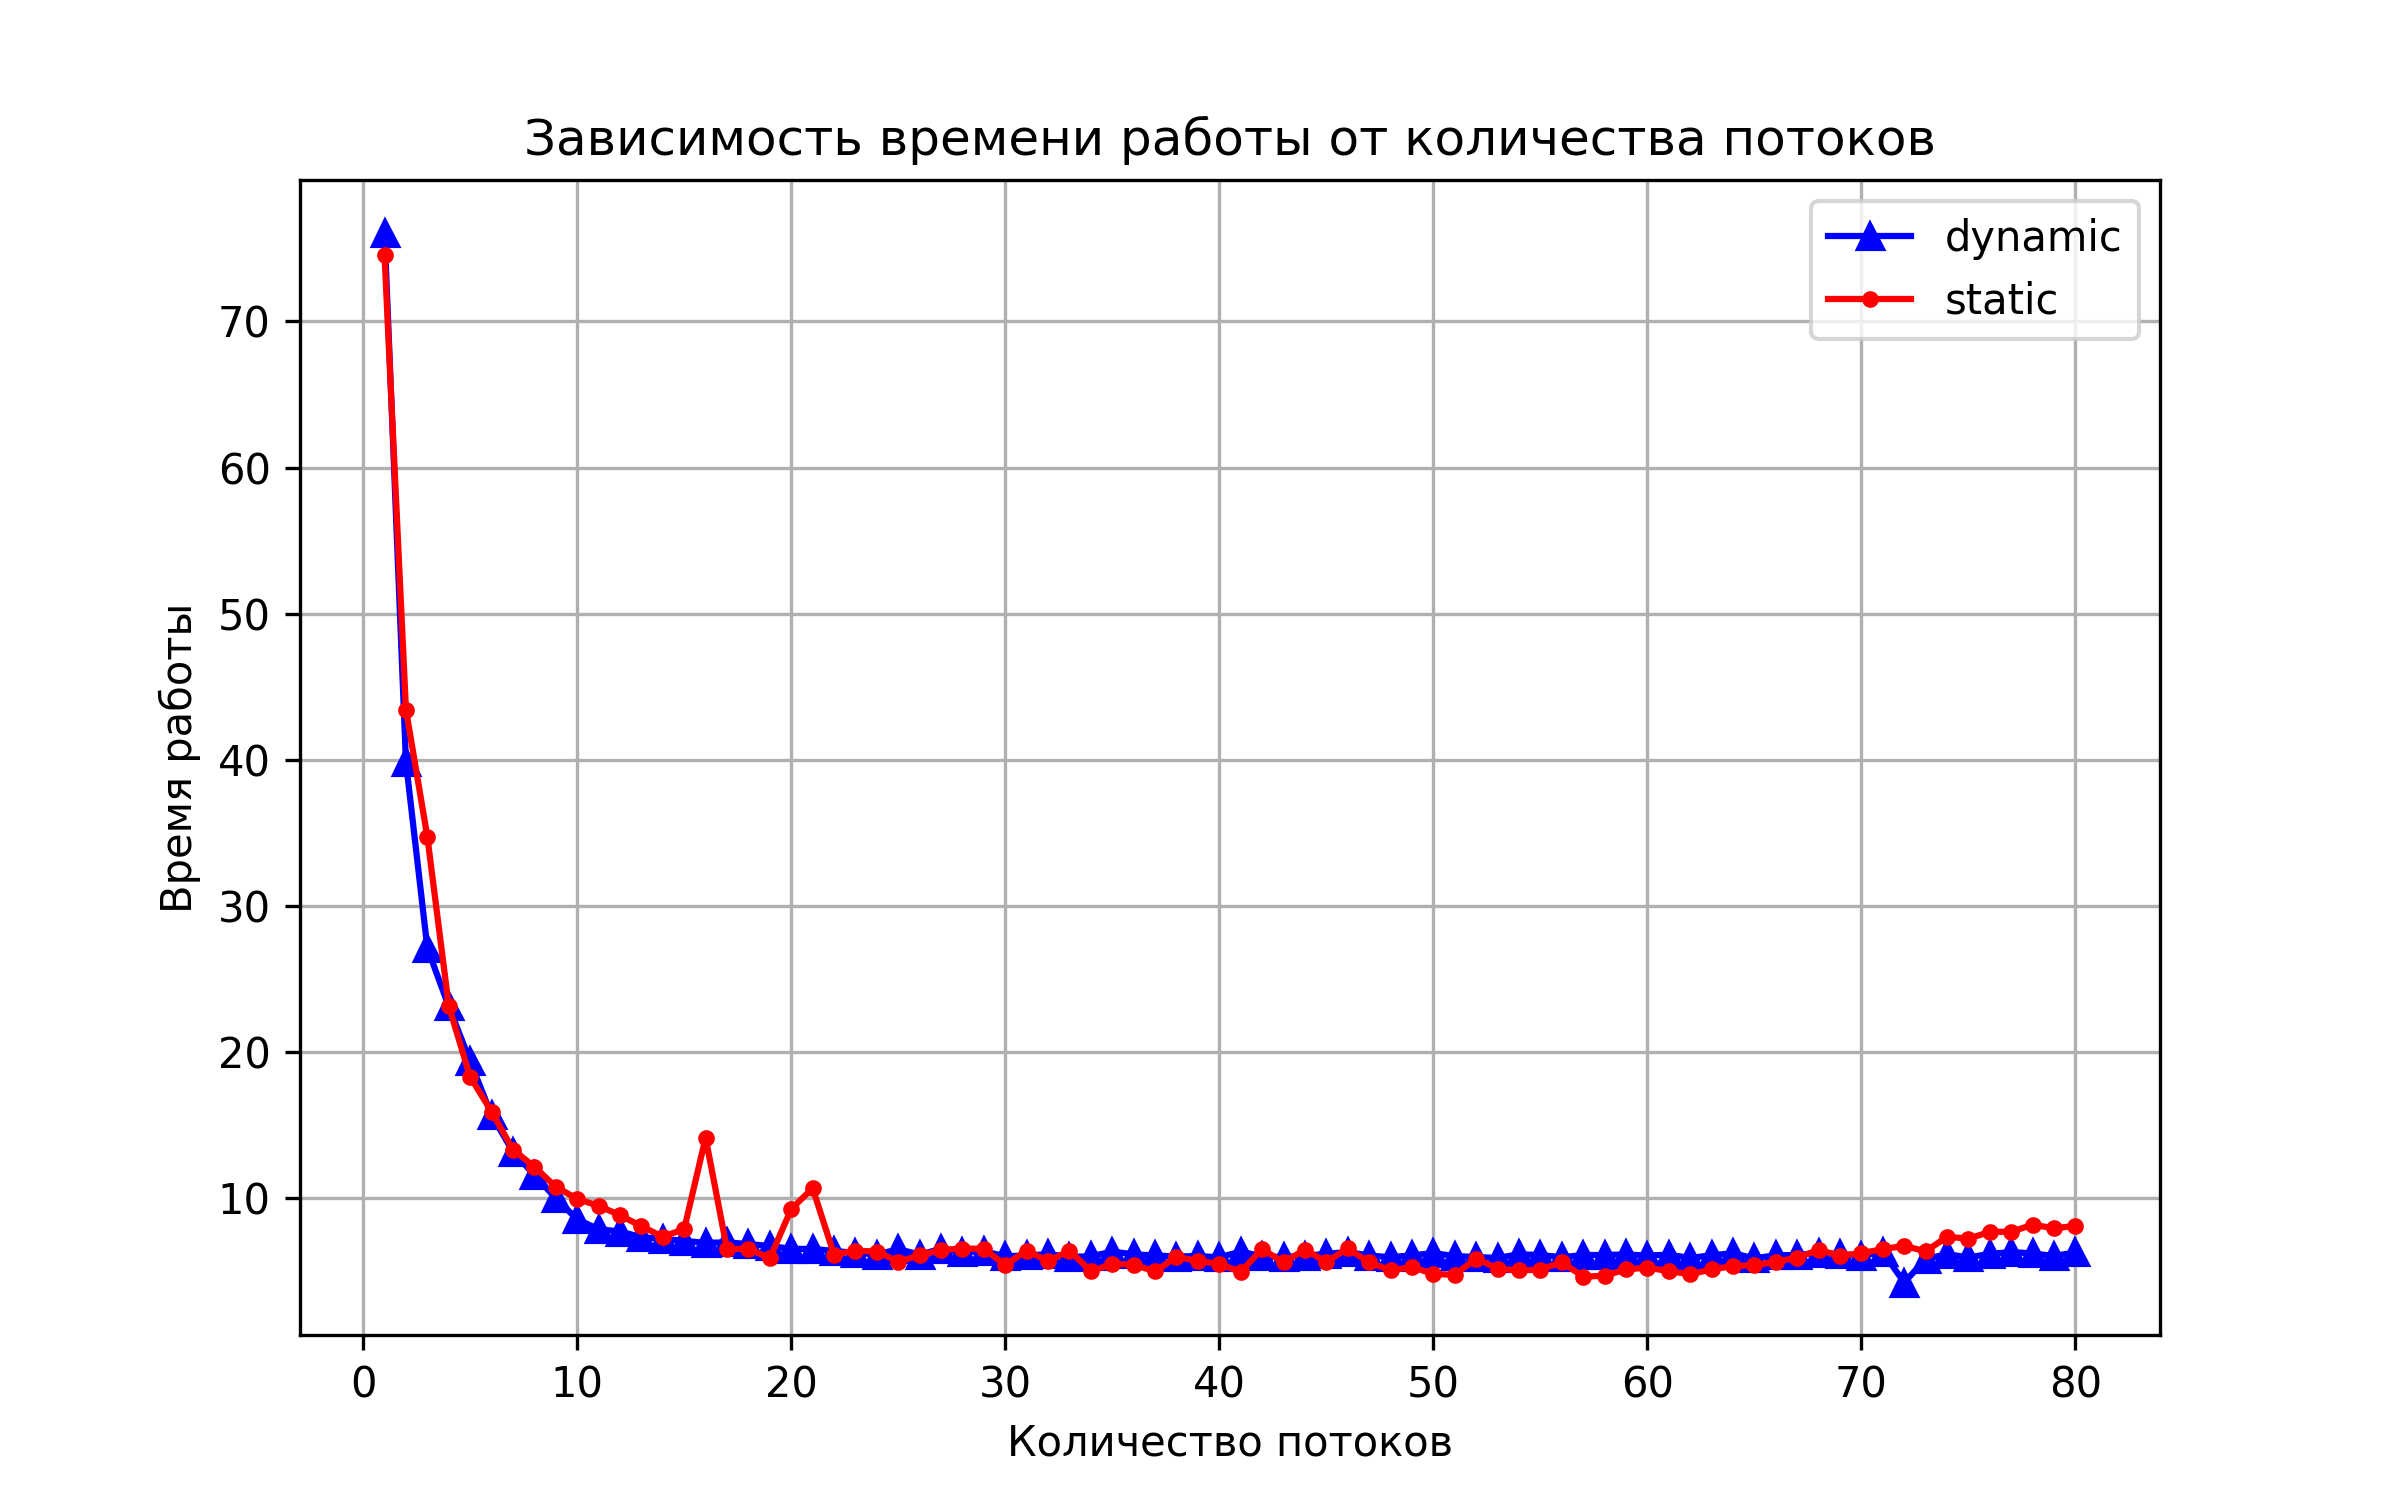 Зависимость времени работы от количества потоков
dynamic
static
70
60
50
40
30
20
10
Время работы
0 10 20 30 40 50 60 70 80
Количество потоков